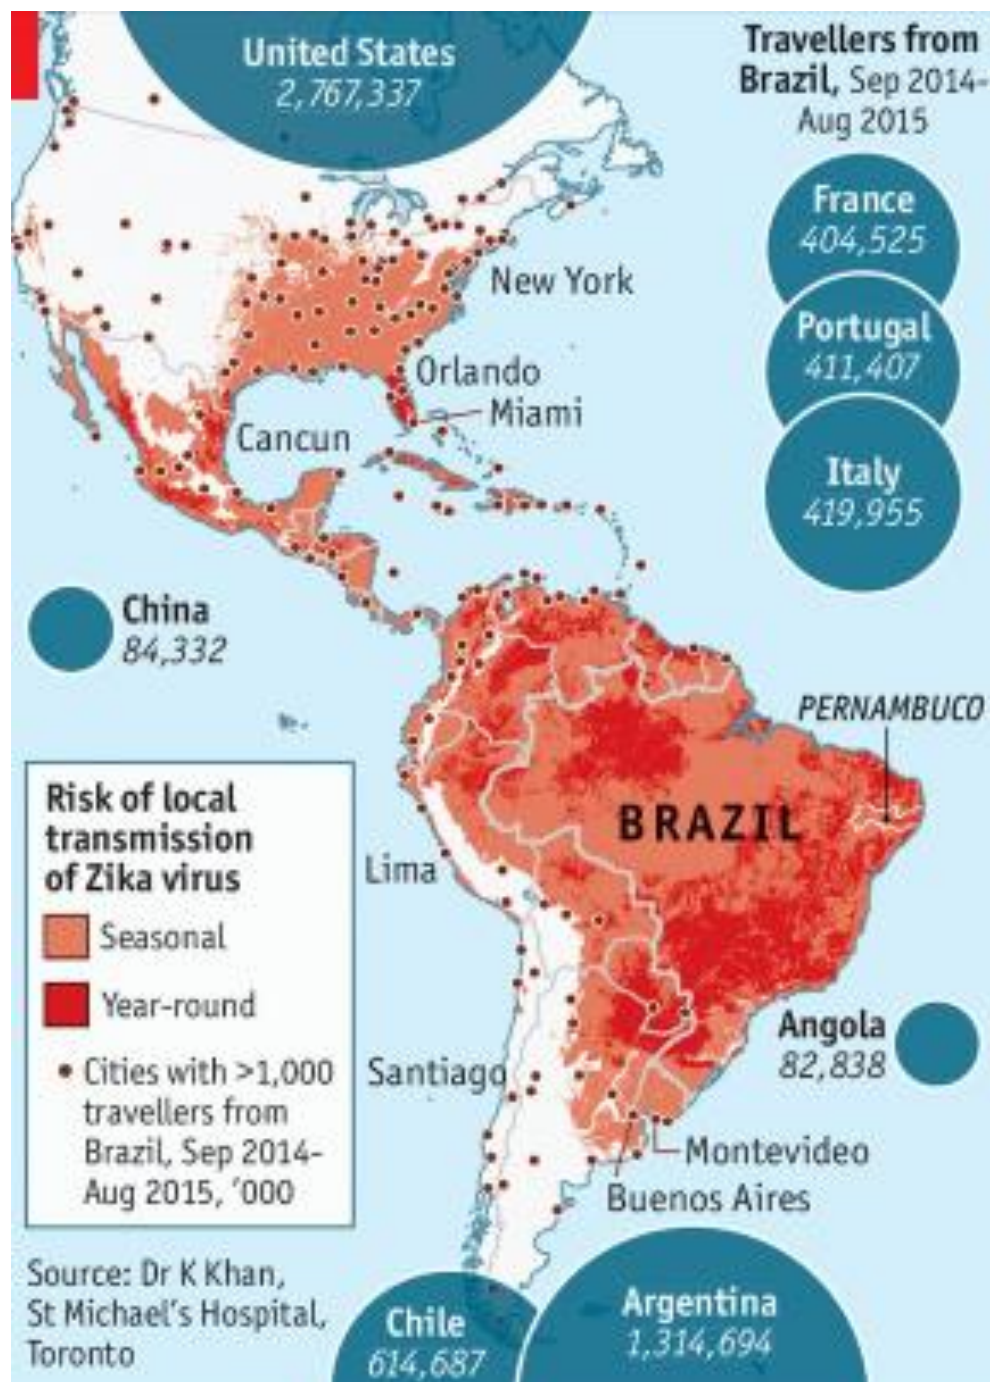 United States
2,767,337
Travellers from
Brazil, Sep 2014-
Aug 2015
France
404,525
Portugal
411,407
Italy
419,955
New York
Orlando
Miami
Cancun
China
84,332
PERNAMBUCO
BRAZIL
Risk of local
transmission
of Zika virus
Seasonal
Year-round
Cities with >1,000
travellers from
Brazil, Sep 2014-
Aug 2015, '000
Lima
Santiago
Angola
82,838
Montevideo
Buenos Aires
Source: Dr K Khan,
St Michael's Hospital,
Toronto
Chile
614,687
Argentina
1,314,694